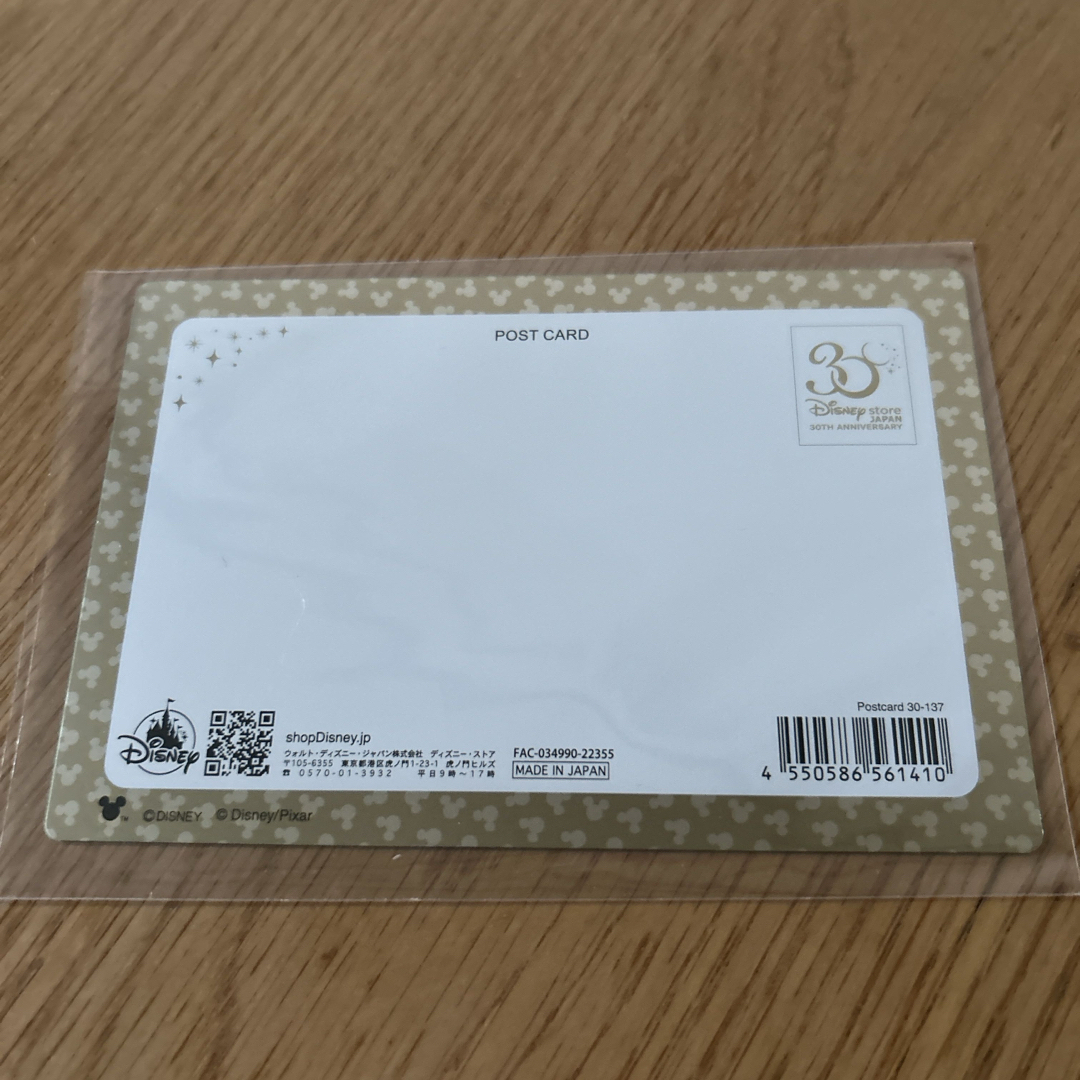 POST CARD
30
Disney store
JAPAN
30TH ANNIVERSARY
Postcard 30-137
4 550586 561410
Disney
shopDisney.jp
ウォルト・ディズニー・ジャパン株式会社 ディズニー・ストア
〒105-6355 東京都港区虎ノ門1-23-1 虎ノ門ヒルズ
☎ 0570-01-3932 平日9時～17時
FAC-034990-22355
MADE IN JAPAN
TM ©DISNEY © Disney/Pixar